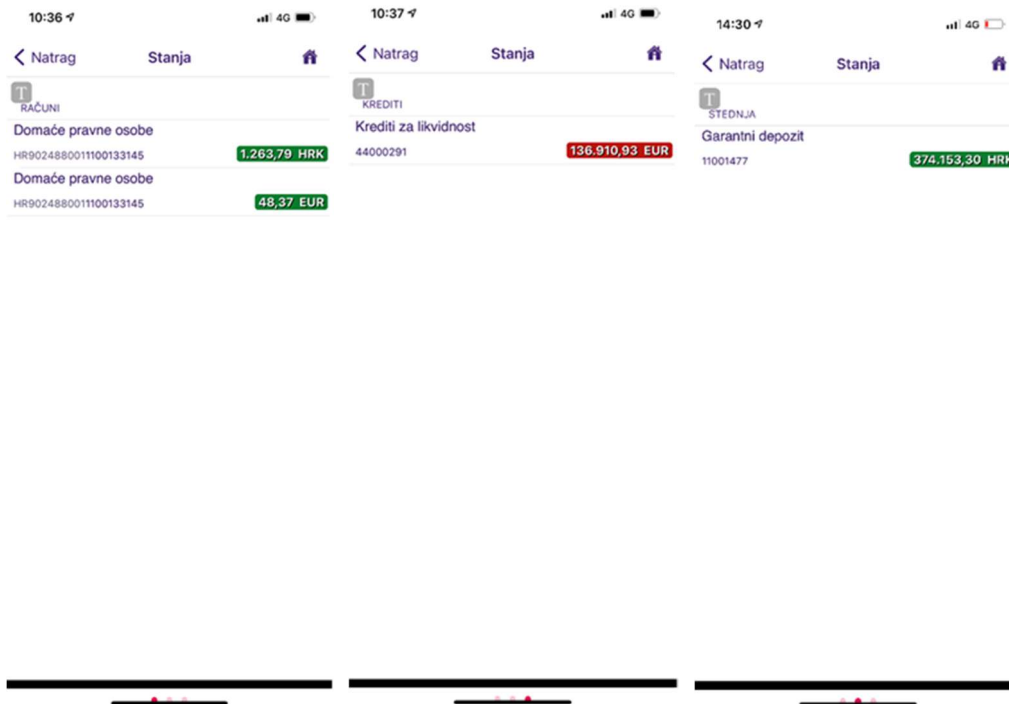 10:36
4G
Natrag
Stanja
T
RAČUNI
Domaće pravne osobe
HR9024880011100133145
1.263,79 HRK
Domaće pravne osobe
HR9024880011100133145
48,37 EUR
10:37
4G
Natrag
Stanja
T
KREDITI
Krediti za likvidnost
44000291
136.910,93 EUR
14:30
4G
Natrag
Stanja
T
ŠTEDNJA
Garantni depozit
11001477
374.153,30 HRK